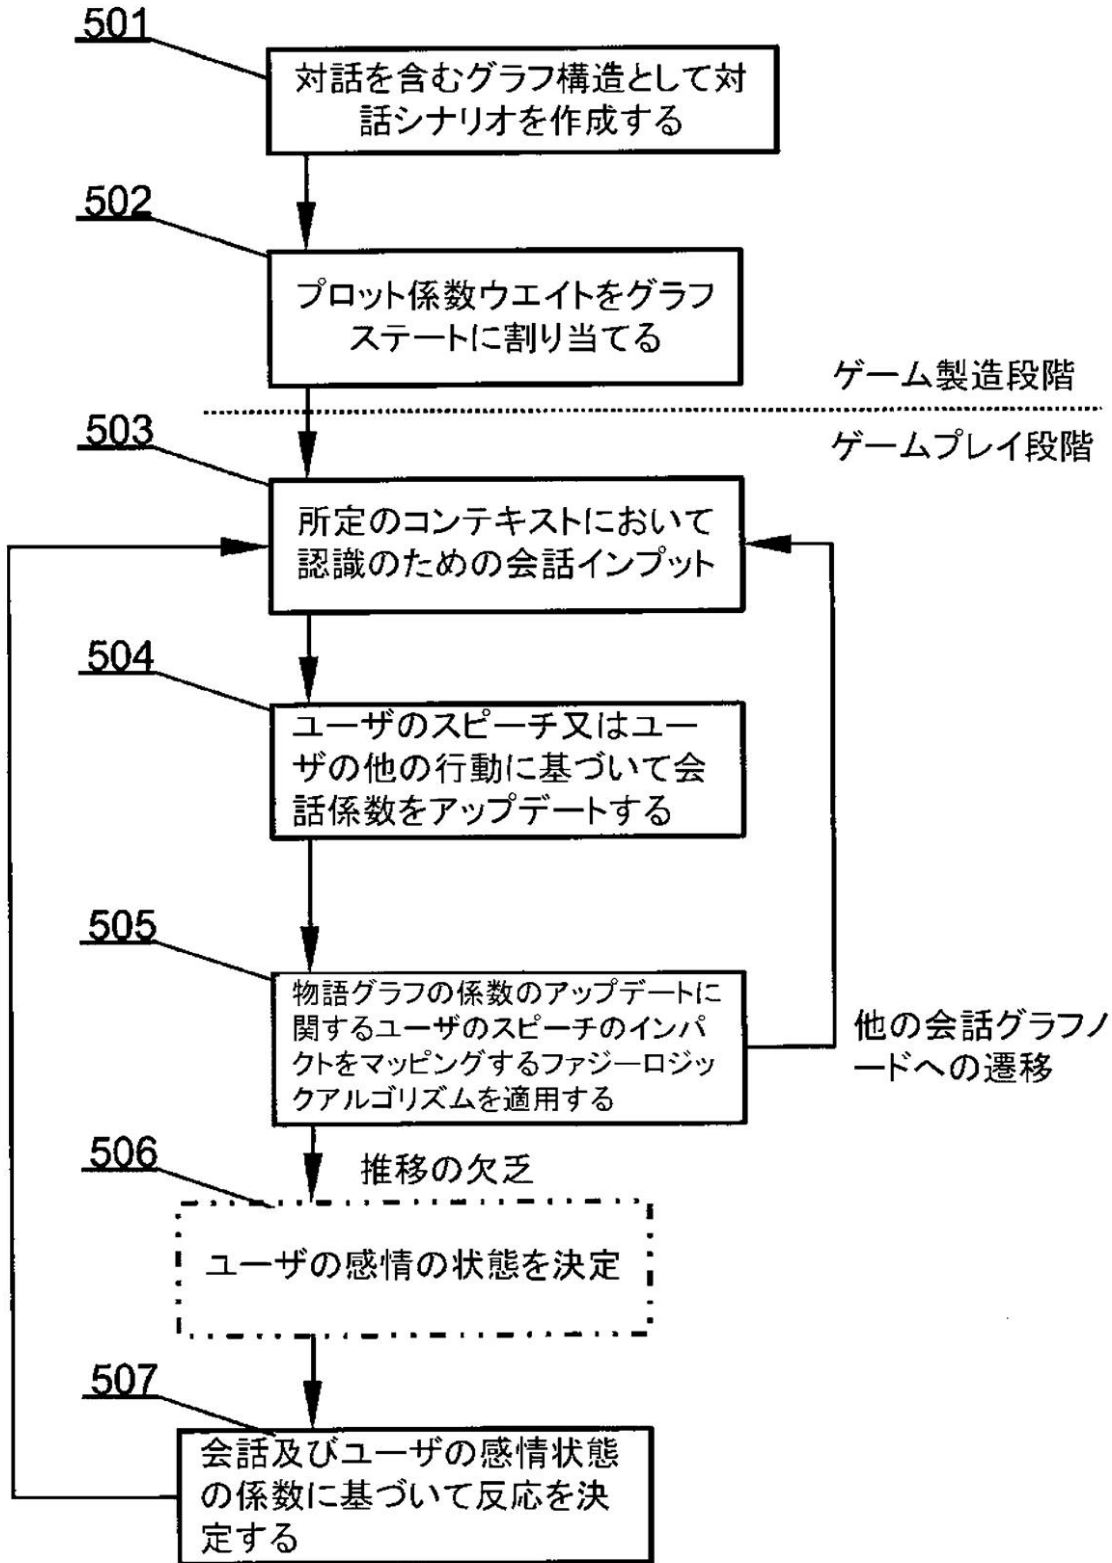 501
対話を含むグラフ構造として対
話シナリオを作成する
502
プロット係数ウエイトをグラフ
ステートに割り当てる
ゲーム製造段階
ゲームプレイ段階
503
所定のコンテキストにおいて
認識のための会話インプット
504
ユーザのスピーチ又はユー
ザの他の行動に基づいて会
話係数をアップデートする
505
物語グラフの係数のアップデートに
関するユーザのスピーチのインパ
クトをマッピングするファジーロジッ
クアルゴリズムを適用する
他の会話グラフノ
ードへの遷移
506
推移の欠乏
ユーザの感情の状態を決定
507
会話及びユーザの感情状態
の係数に基づいて反応を決
定する